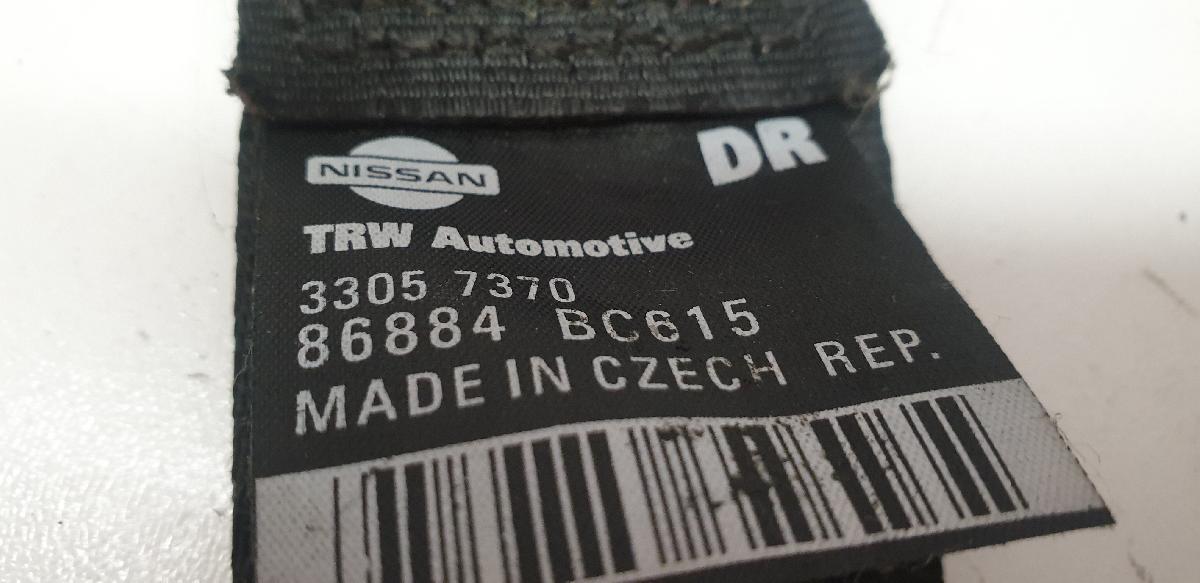 NISSAN
DR
TRW Automotive
3305 7370
86884 BC615
MADE IN CZECH REP.